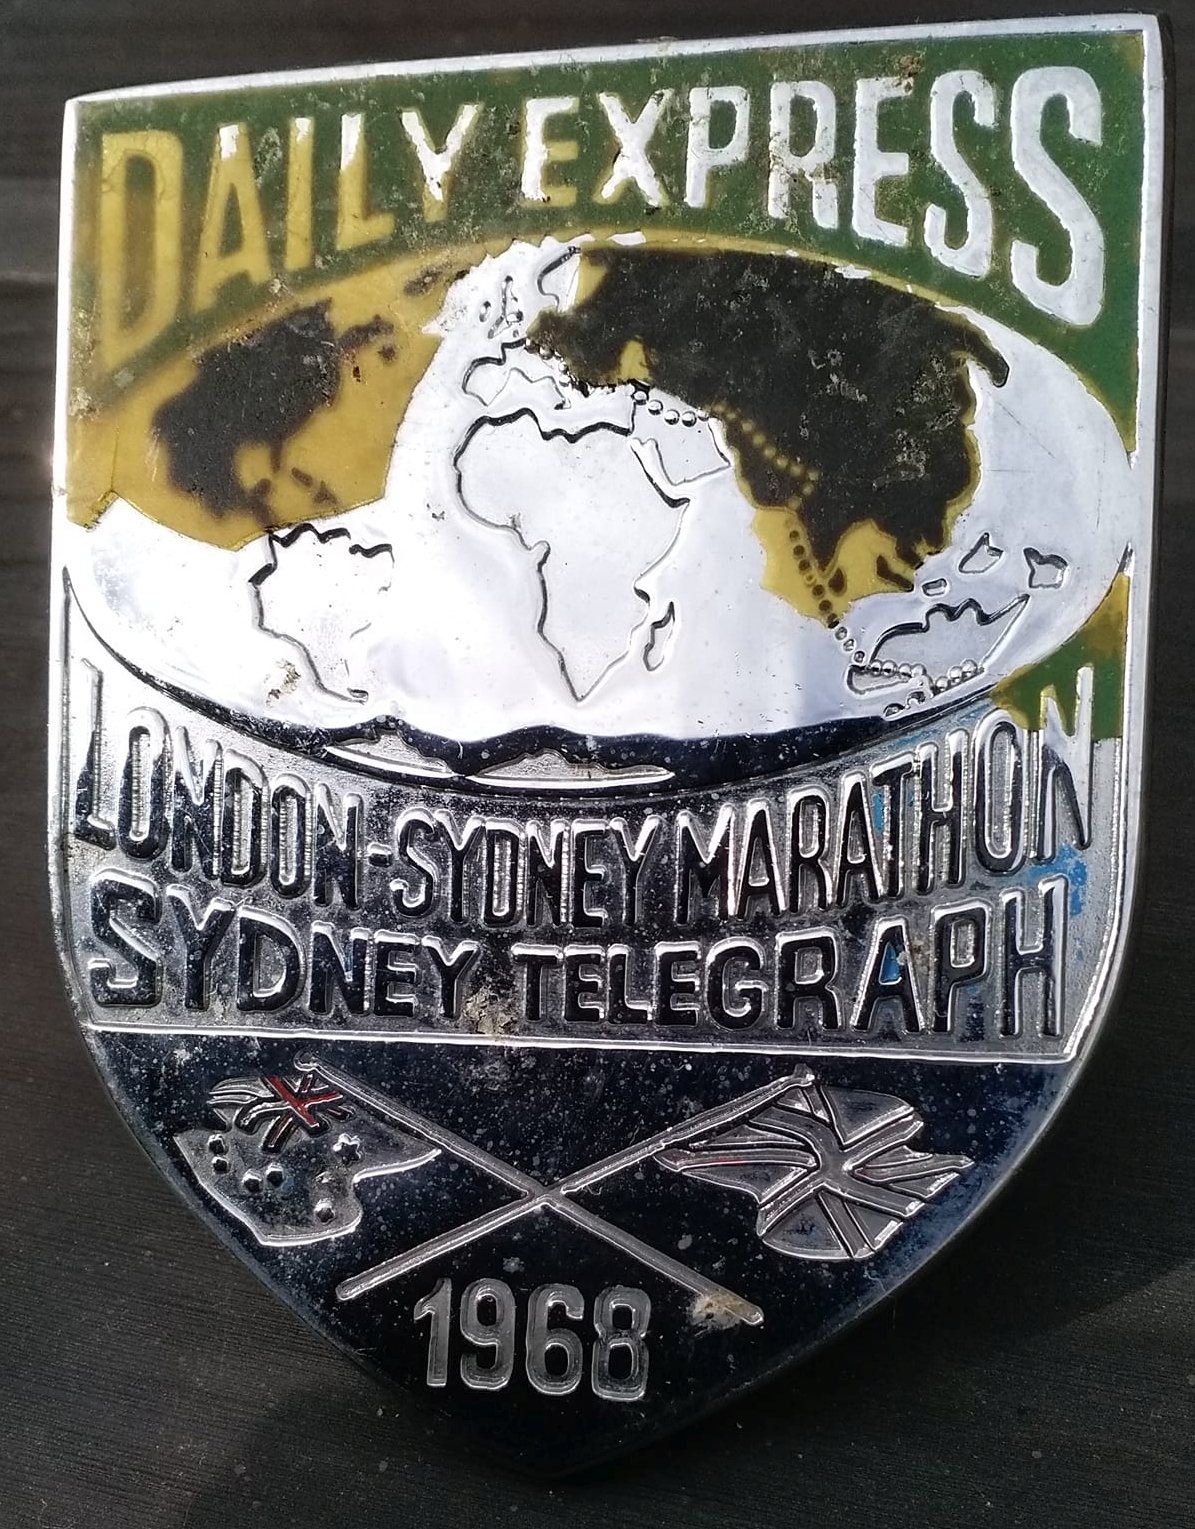 DAILY EXPRESS
LONDON-SYDNEY MARATHON
SYDNEY TELEGRAPH
1968